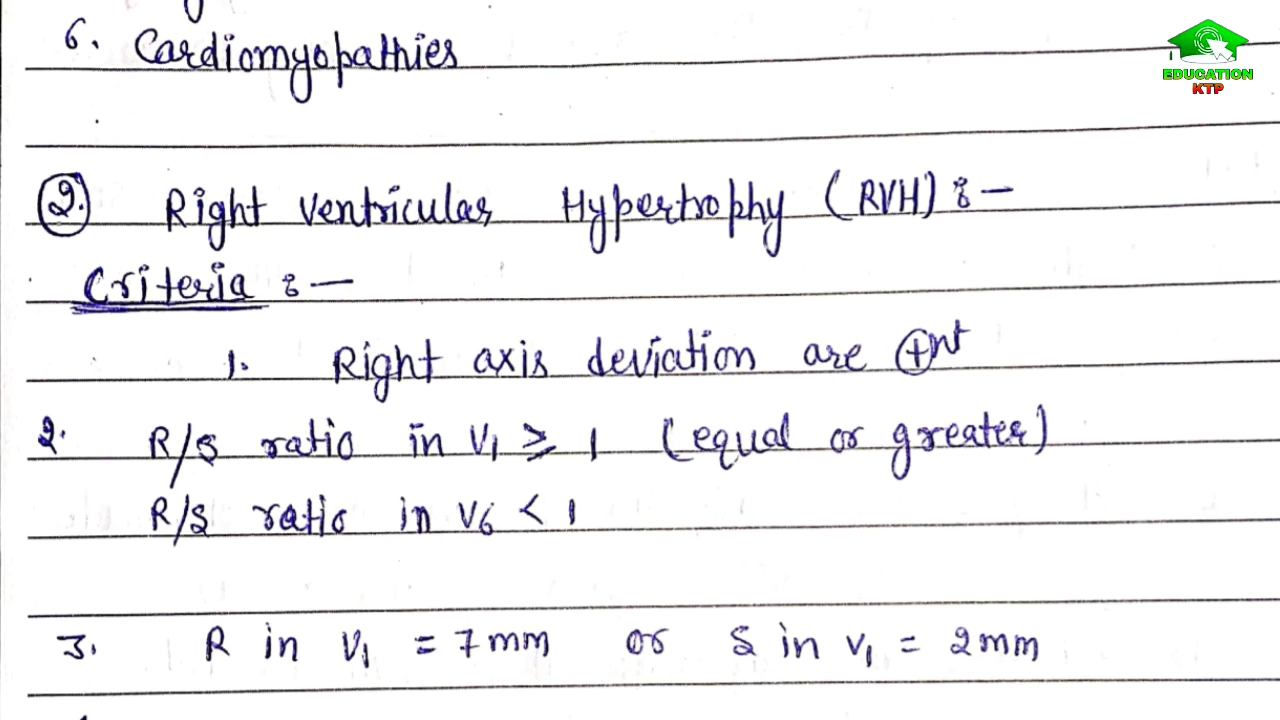 6. Cardiomyopathies
EDUCATION
KTP
2. Right ventricular Hypertrophy (RVH) :-
Criteria :-
1. Right axis deviation are ⊕nt
2. R/S ratio in V1 ≥ 1 (equal or greater)
R/S ratio in V6 < 1
3. R in V1 = 7mm or S in V1 = 2mm